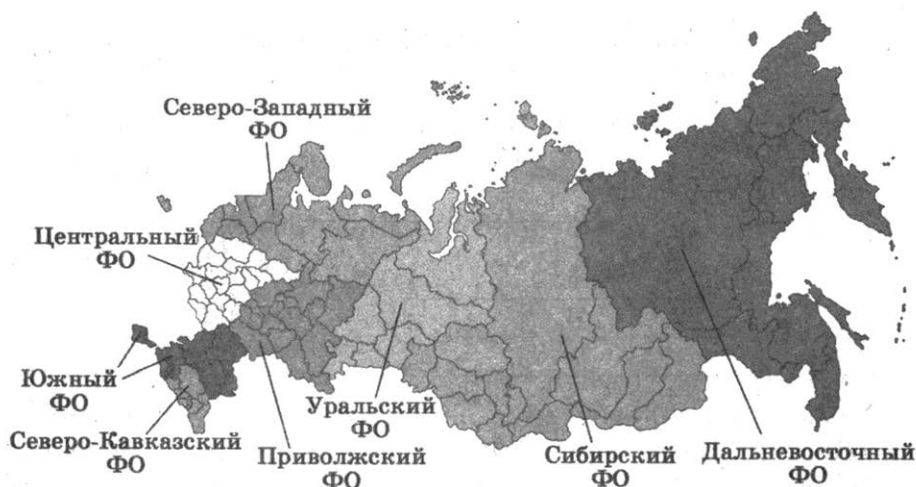 Северо-Западный
ФО
Центральный
ФО
Южный
ФО
Северо-Кавказский
ФО
Приволжский
ФО
Уральский
ФО
Сибирский
ФО
Дальневосточный
ФО